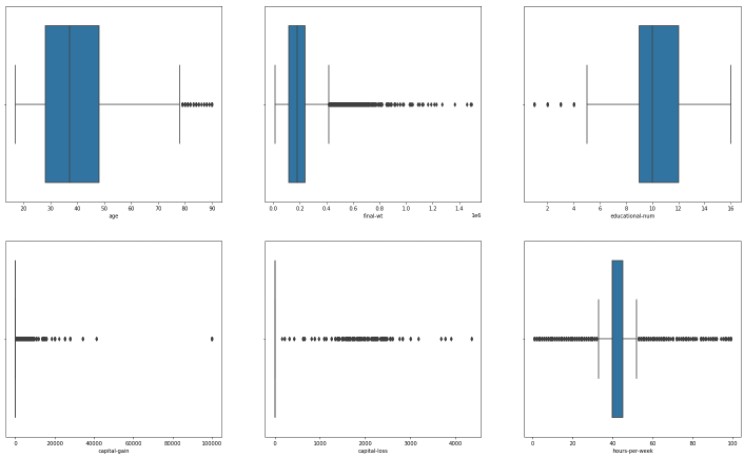 20 30 40 50 60 70 80 90
age
0.0 0.2 0.4 0.6 0.8 1.0 1.2 1.4
1e6
final-wt
2 4 6 8 10 12 14 16
educational-num
0 20000 40000 60000 80000 100000
capital-gain
0 1000 2000 3000 4000
capital-loss
0 20 40 60 80 100
hours-per-week